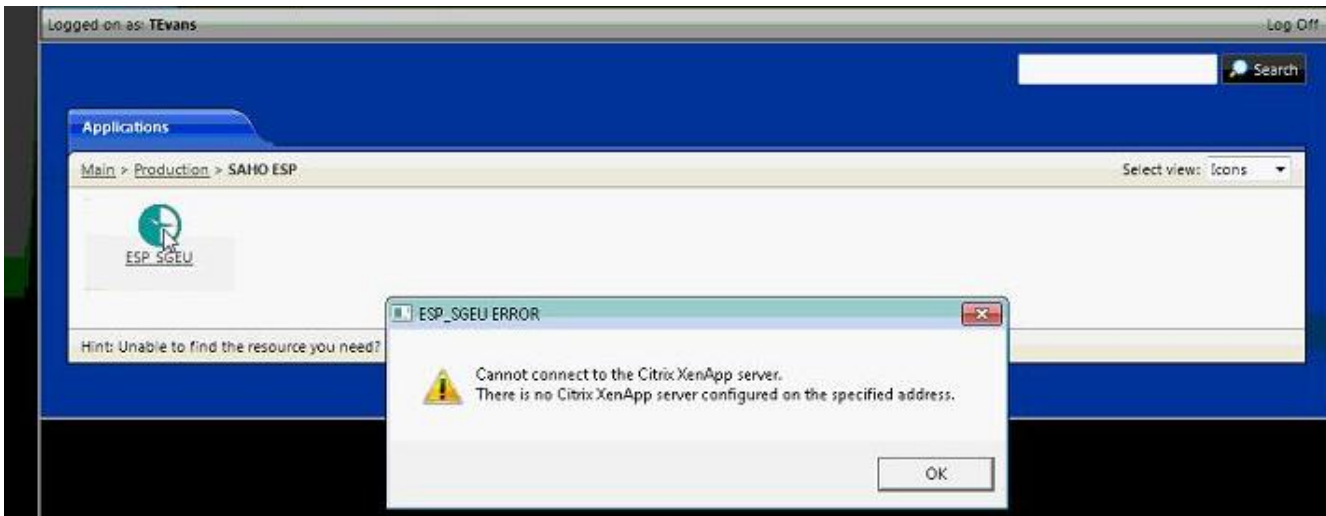 Logged on as: TEvans
Log Off
Search
Applications
Main > Production > SAHO ESP
Select view: Icons
ESP_SGEU
ESP_SGEU ERROR
Hint: Unable to find the resource you need?
Cannot connect to the Citrix XenApp server.
There is no Citrix XenApp server configured on the specified address.
OK